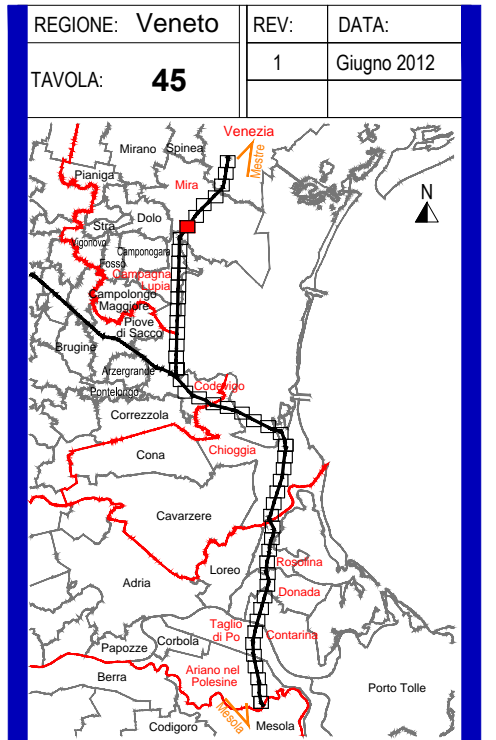 REGIONE: Veneto
REV:
DATA:
TAVOLA: 45
1
Giugno 2012
Venezia
Mirano
Spinea
Mestre
Pianiga
Mira
N
Stra
Dolo
Vigonovo
Camponogara
Fossò
Campagna
Lupia
Campolongo
Maggiore
Piove
di Sacco
Brugine
Arzergrande
Codevigo
Pontelongo
Correzzola
Cona
Chioggia
Cavarzere
Rosolina
Loreo
Adria
Donada
Taglio
di Po
Contarina
Corbola
Papozze
Ariano nel
Polesine
Berra
Porto Tolle
Mesola
Codigoro
Mesola